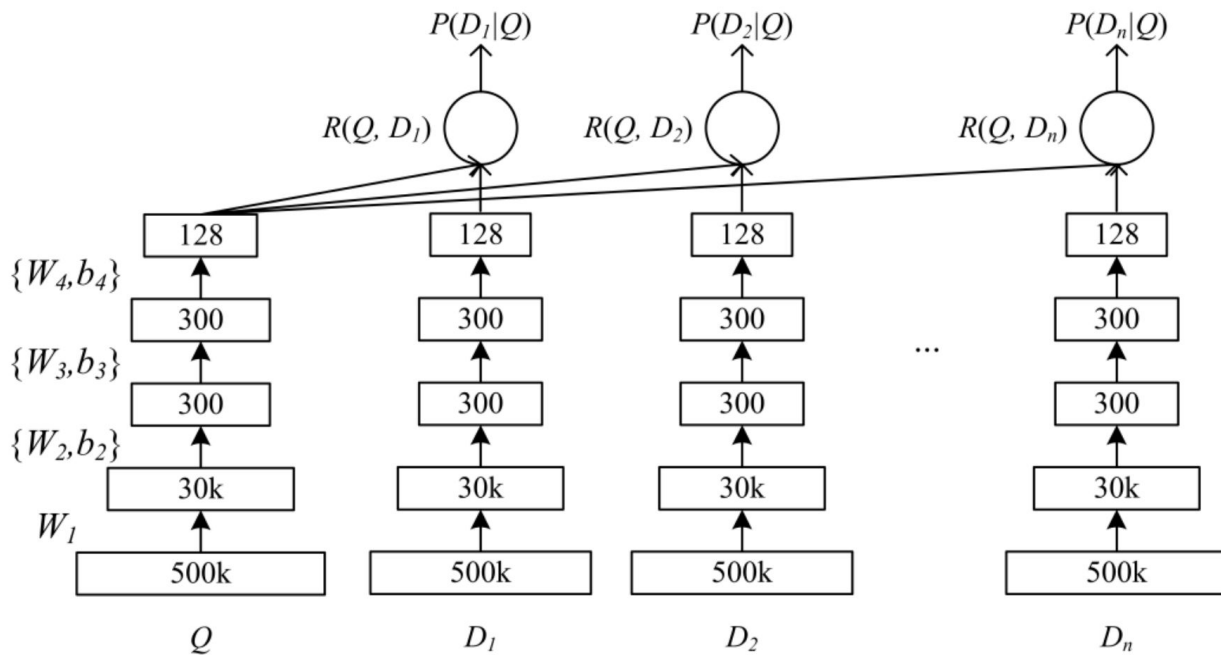 P(D₁|Q) P(D₂|Q) P(Dₙ|Q)
R(Q, D₁) R(Q, D₂) R(Q, Dₙ)
128 128 128 128
{W₄,b₄}
300 300 300 300
{W₃,b₃} ...
300 300 300 300
{W₂,b₂}
30k 30k 30k 30k
W₁
500k 500k 500k 500k
Q D₁ D₂ Dₙ